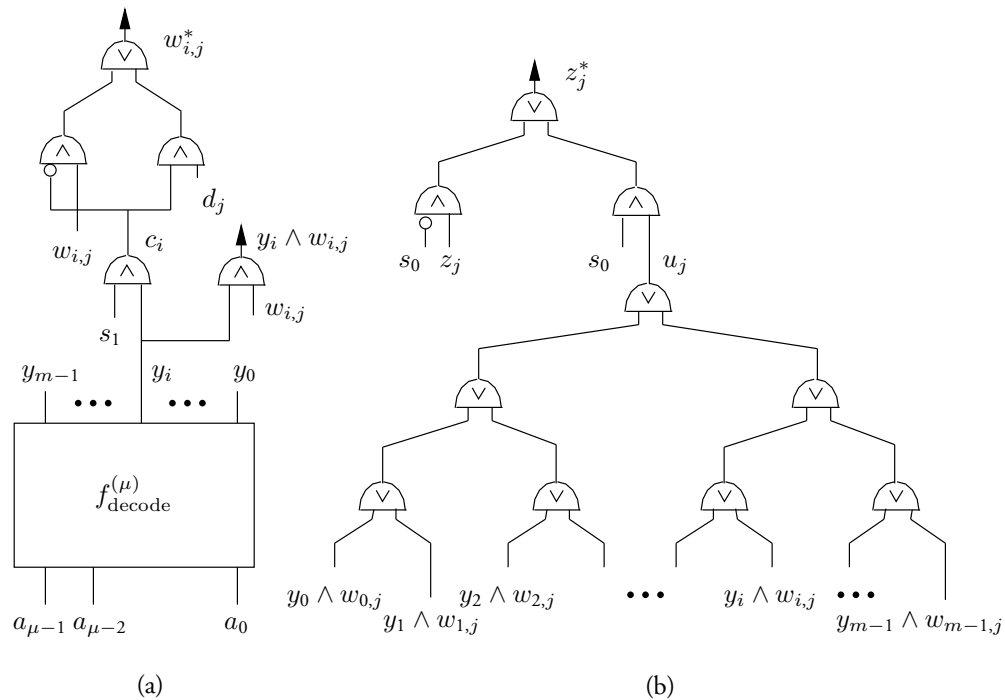 w*_{i,j}
d_j
w_{i,j}
c_i
y_i ∧ w_{i,j}
s_1
w_{i,j}
y_{m−1}
y_i
y_0
• • •
• • •
f^{(μ)}_{decode}
a_{μ−1} a_{μ−2}
a_0
(a)
z*_j
s_0 z_j
s_0
u_j
y_0 ∧ w_{0,j}
y_1 ∧ w_{1,j}
y_2 ∧ w_{2,j}
• • •
y_i ∧ w_{i,j}
• • •
y_{m−1} ∧ w_{m−1,j}
(b)
∨
∧
∧
∧
∧
∨
∧
∧
∨
∨
∨
∨
∨
∨
∨